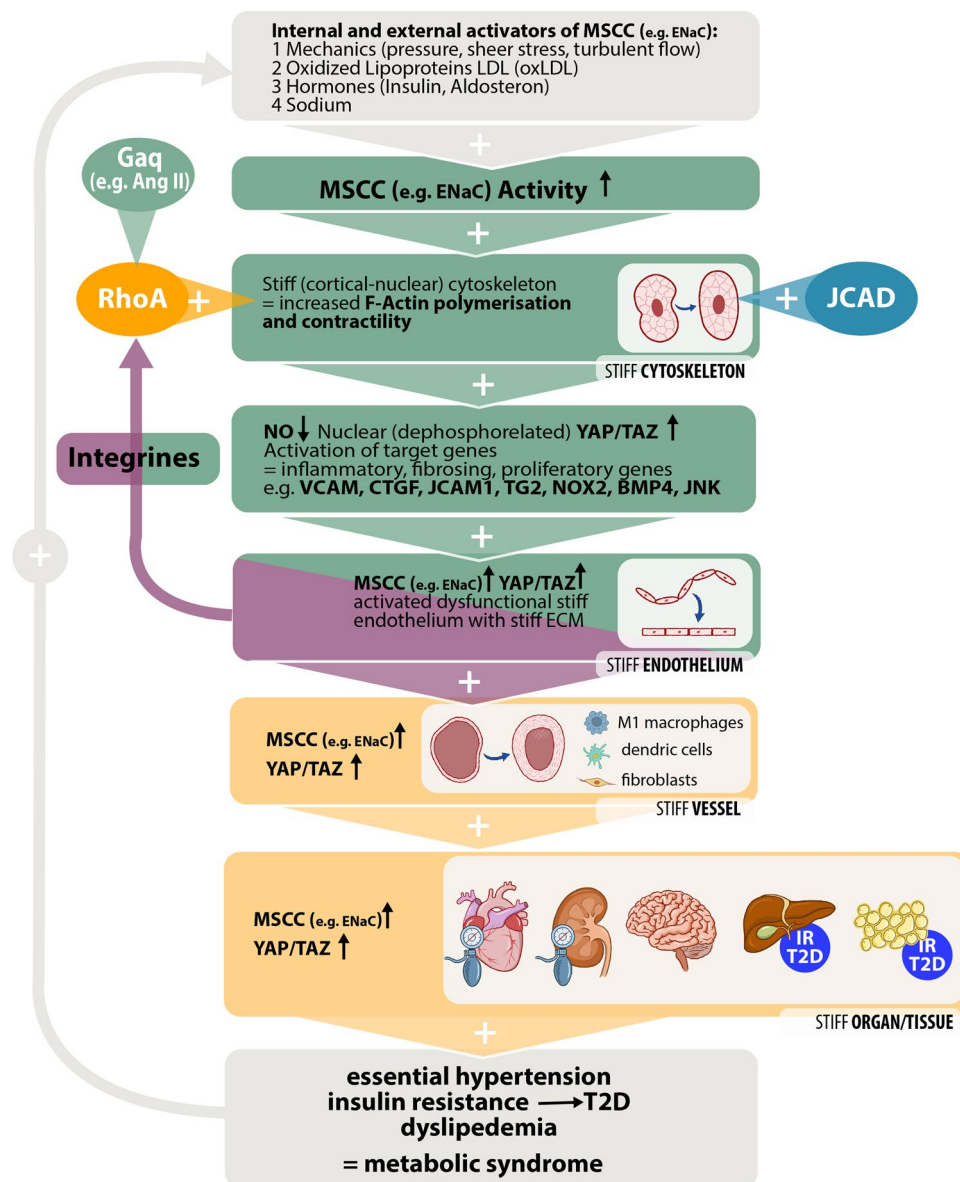 Internal and external activators of MSCC (e.g. ENaC):
1 Mechanics (pressure, sheer stress, turbulent flow)
2 Oxidized Lipoproteins LDL (oxLDL)
3 Hormones (Insulin, Aldosteron)
4 Sodium
+
Gaq
(e.g. Ang II)
MSCC (e.g. ENaC) Activity ↑
+
RhoA
+
Stiff (cortical-nuclear) cytoskeleton
= increased F-Actin polymerisation
and contractility
+
JCAD
STIFF CYTOSKELETON
+
NO ↓ Nuclear (dephosphorelated) YAP/TAZ ↑
Activation of target genes
= inflammatory, fibrosing, proliferatory genes
e.g. VCAM, CTGF, JCAM1, TG2, NOX2, BMP4, JNK
Integrines
+
+
MSCC (e.g. ENaC) ↑ YAP/TAZ ↑
activated dysfunctional stiff
endothelium with stiff ECM
STIFF ENDOTHELIUM
+
MSCC (e.g. ENaC) ↑
YAP/TAZ ↑
M1 macrophages
dendric cells
fibroblasts
STIFF VESSEL
+
MSCC (e.g. ENaC) ↑
YAP/TAZ ↑
IR
T2D
IR
T2D
STIFF ORGAN/TISSUE
+
essential hypertension
insulin resistance → T2D
dyslipedemia
= metabolic syndrome